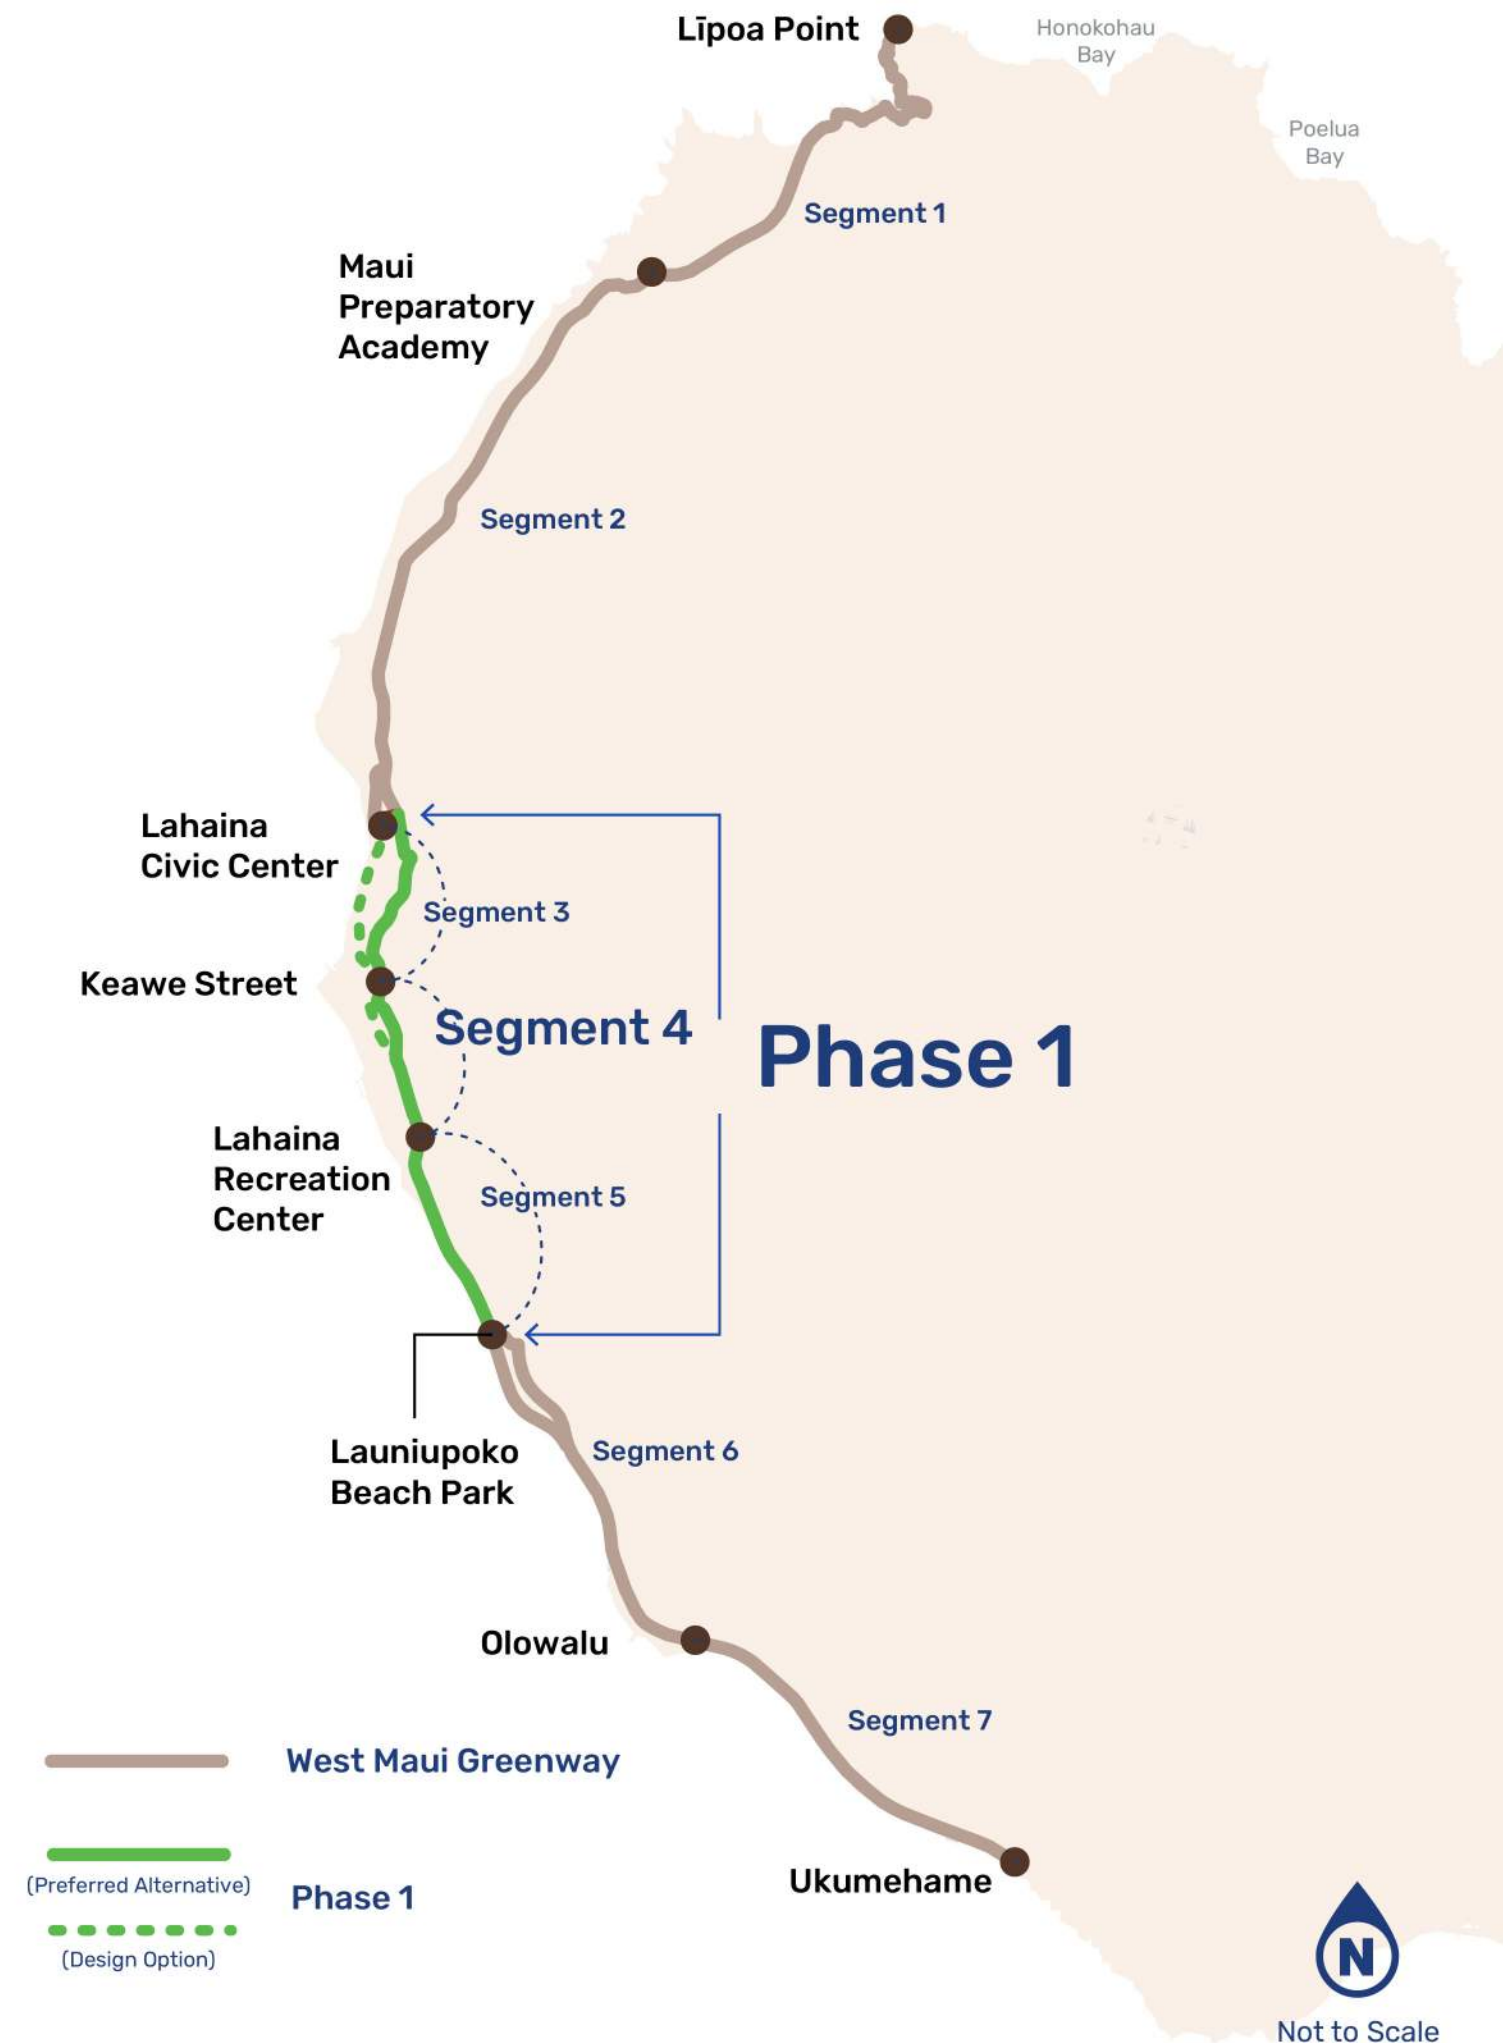 Līpoa Point
Honokohau
Bay
Poelua
Bay
Segment 1
Maui
Preparatory
Academy
Segment 2
Lahaina
Civic Center
Segment 3
Keawe Street
Segment 4
Phase 1
Lahaina
Recreation
Center
Segment 5
Launiupoko
Beach Park
Segment 6
Olowalu
Segment 7
West Maui Greenway
(Preferred Alternative)
Phase 1
(Design Option)
Ukumehame
N
Not to Scale